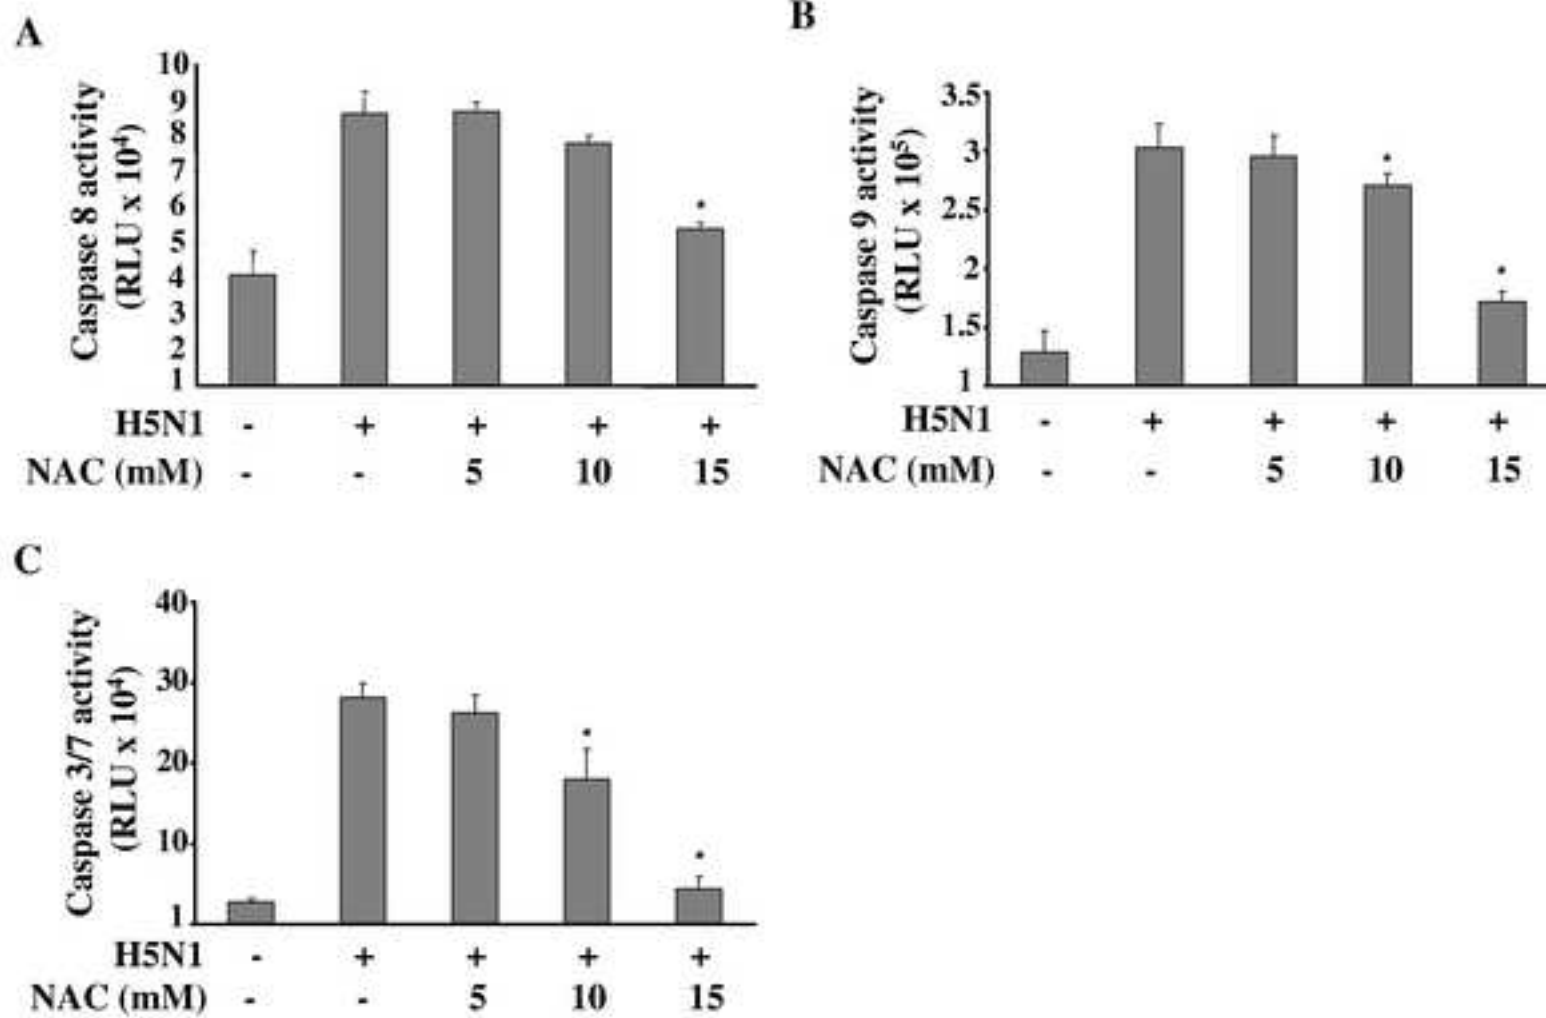 A
Caspase 8 activity
(RLU x 10⁴)
10
9
8
7
6
5
4
3
2
1
*
H5N1 - + + + +
NAC (mM) - - 5 10 15
B
Caspase 9 activity
(RLU x 10⁵)
3.5
3
2.5
2
1.5
1
*
*
H5N1 - + + + +
NAC (mM) - - 5 10 15
C
Caspase 3/7 activity
(RLU x 10⁴)
40
30
20
10
1
*
*
H5N1 - + + + +
NAC (mM) - - 5 10 15